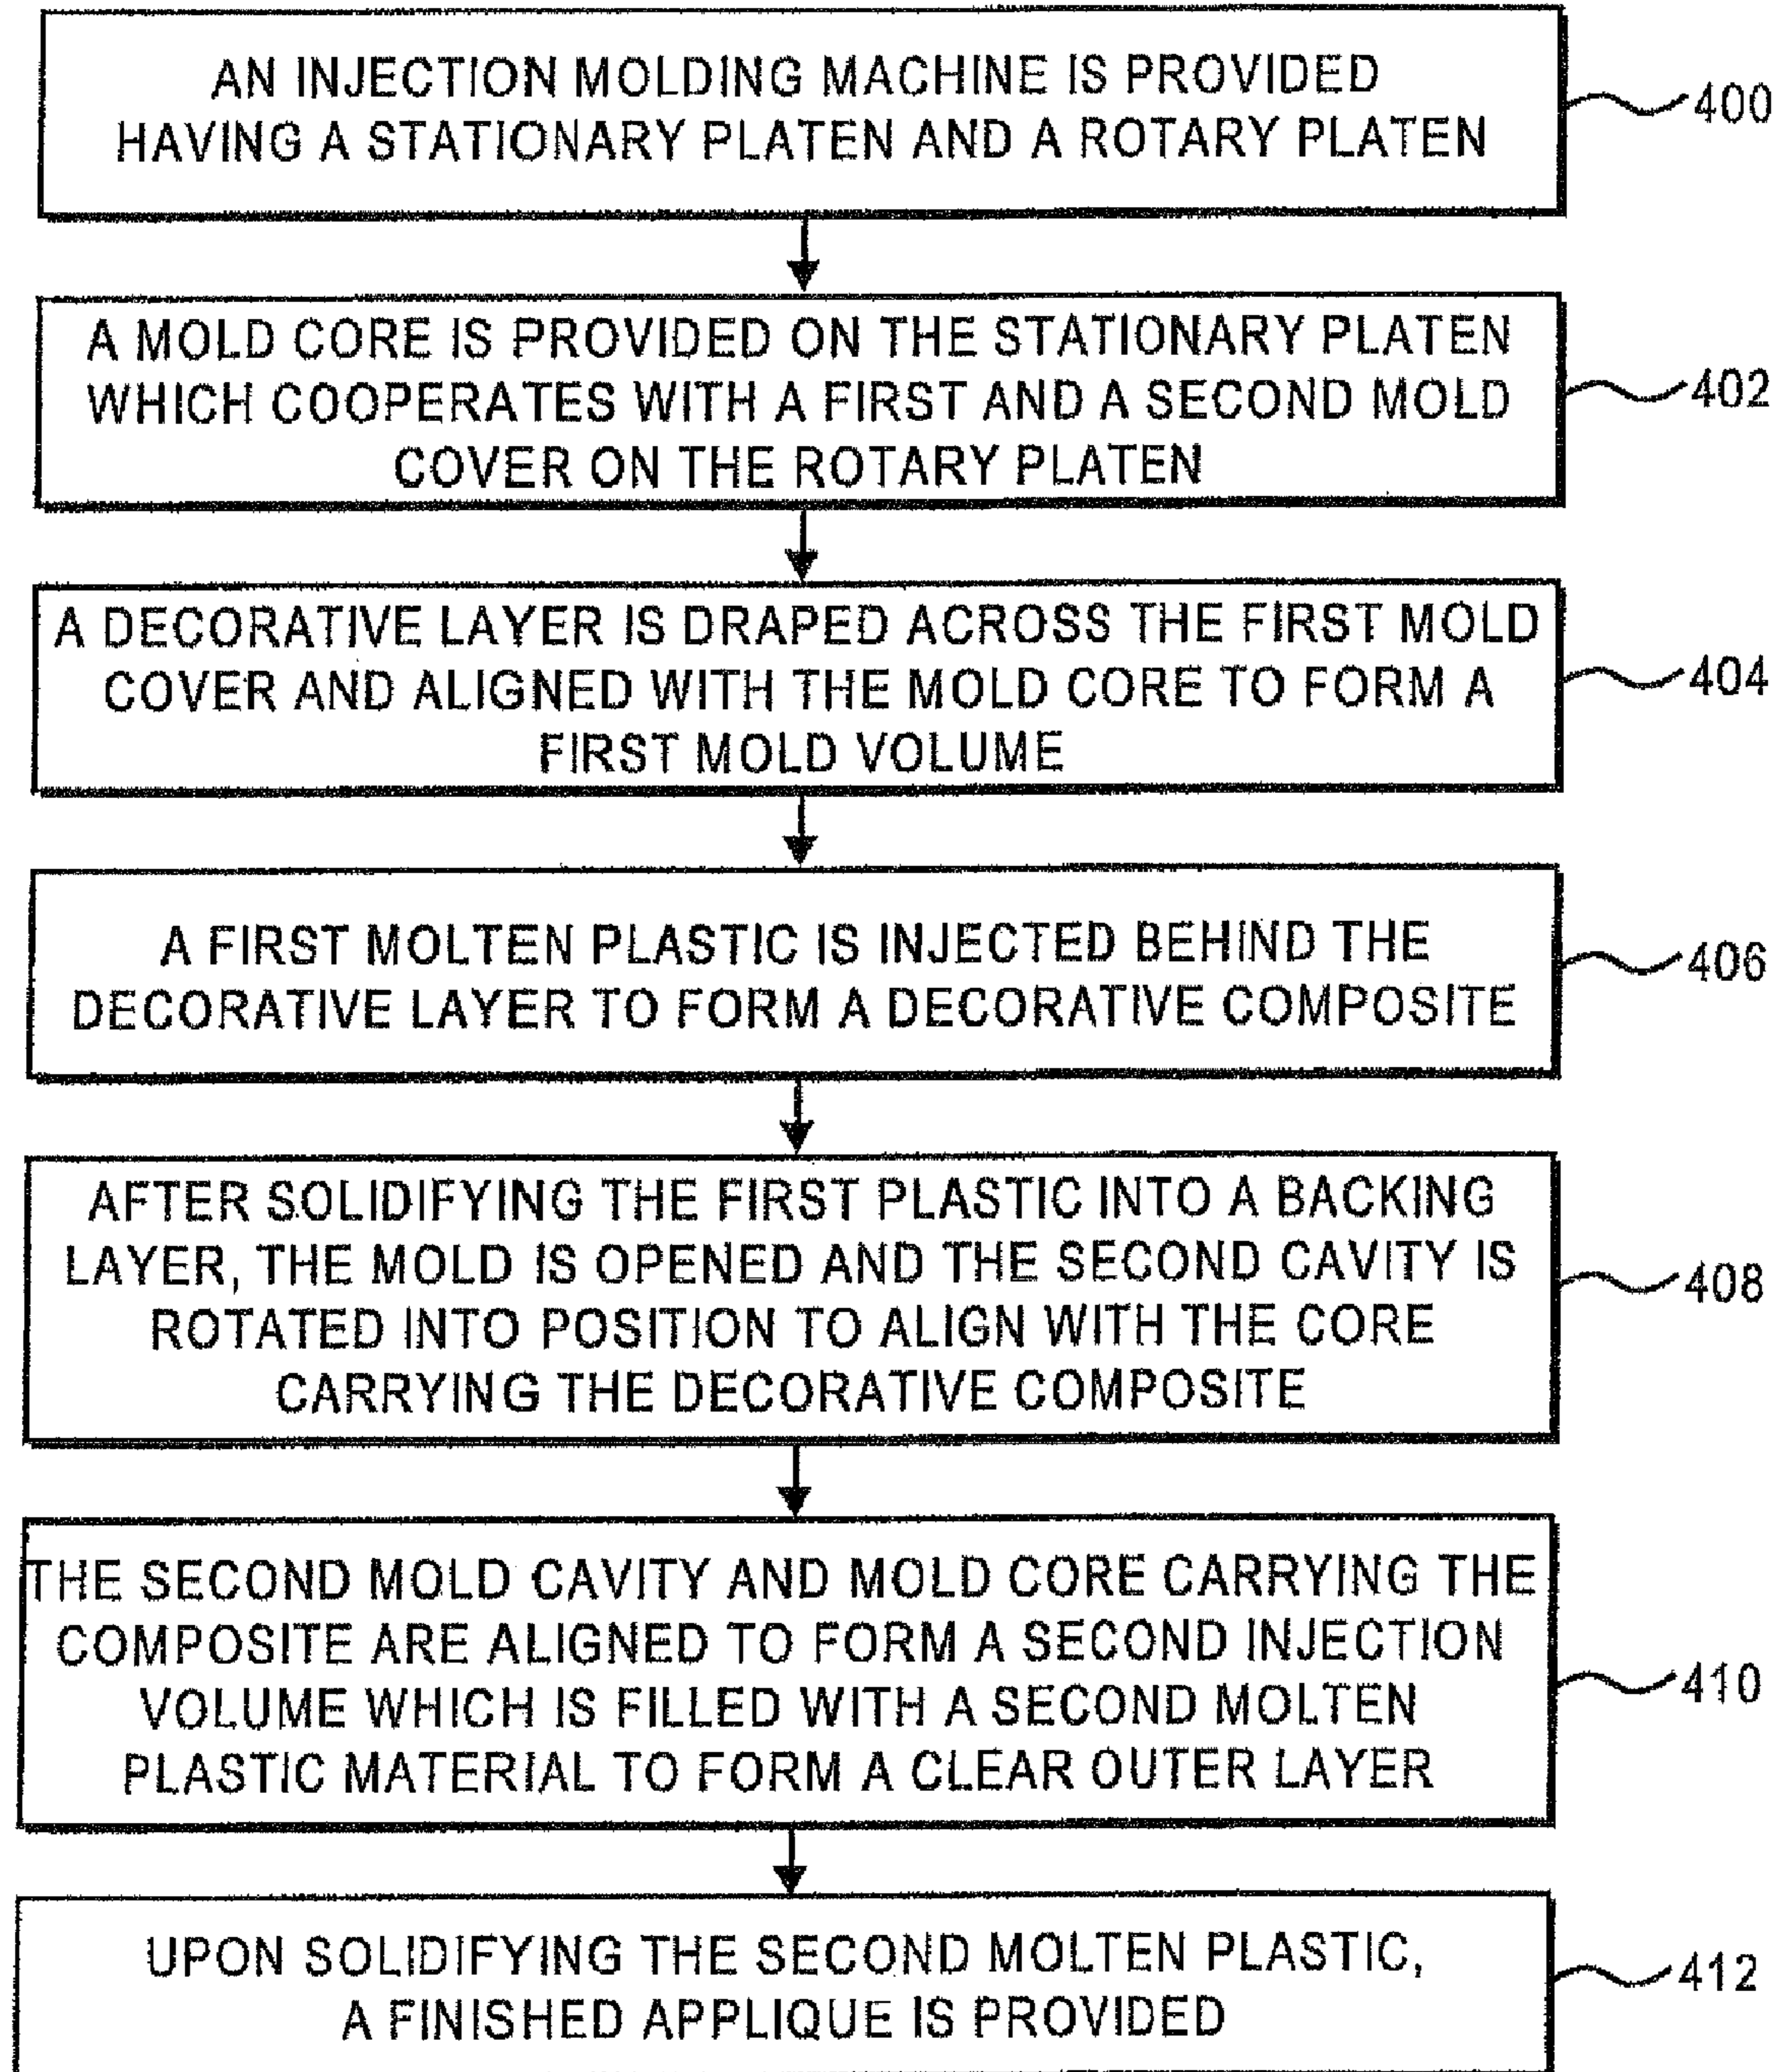 AN INJECTION MOLDING MACHINE IS PROVIDED
HAVING A STATIONARY PLATEN AND A ROTARY PLATEN
400
A MOLD CORE IS PROVIDED ON THE STATIONARY PLATEN
WHICH COOPERATES WITH A FIRST AND A SECOND MOLD
COVER ON THE ROTARY PLATEN
402
A DECORATIVE LAYER IS DRAPED ACROSS THE FIRST MOLD
COVER AND ALIGNED WITH THE MOLD CORE TO FORM A
FIRST MOLD VOLUME
404
A FIRST MOLTEN PLASTIC IS INJECTED BEHIND THE
DECORATIVE LAYER TO FORM A DECORATIVE COMPOSITE
406
AFTER SOLIDIFYING THE FIRST PLASTIC INTO A BACKING
LAYER, THE MOLD IS OPENED AND THE SECOND CAVITY IS
ROTATED INTO POSITION TO ALIGN WITH THE CORE
CARRYING THE DECORATIVE COMPOSITE
408
THE SECOND MOLD CAVITY AND MOLD CORE CARRYING THE
COMPOSITE ARE ALIGNED TO FORM A SECOND INJECTION
VOLUME WHICH IS FILLED WITH A SECOND MOLTEN
PLASTIC MATERIAL TO FORM A CLEAR OUTER LAYER
410
UPON SOLIDIFYING THE SECOND MOLTEN PLASTIC,
A FINISHED APPLIQUE IS PROVIDED
412